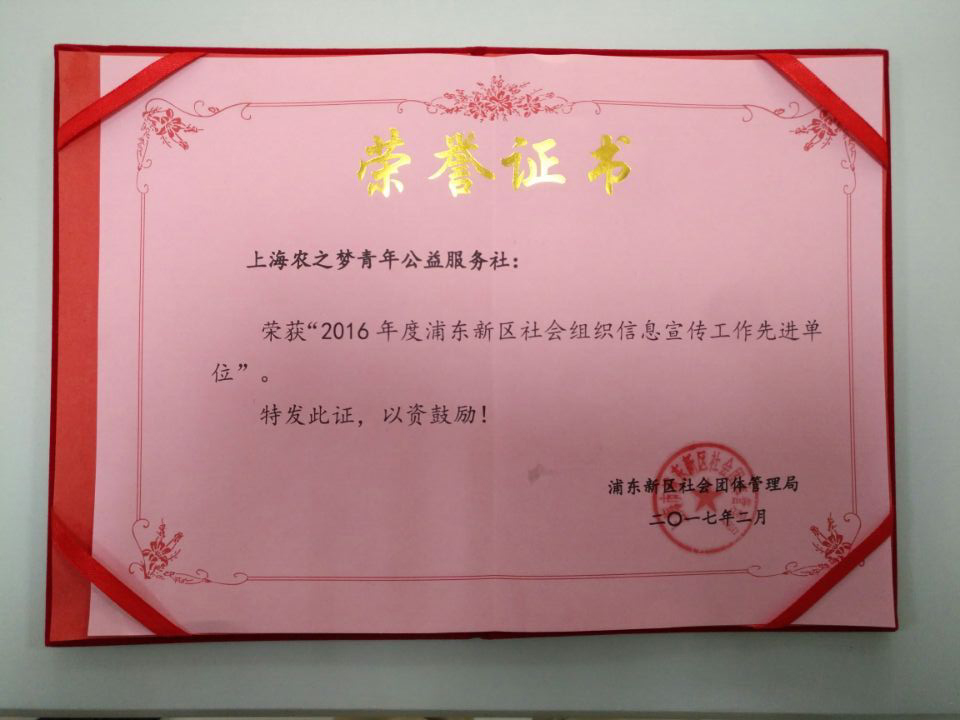 荣誉证书
上海农之梦青年公益服务社：
荣获“2016年度浦东新区社会组织信息宣传工作先进单
位”。
特发此证，以资鼓励！
浦东新区社会团体管理局
二〇一七年二月